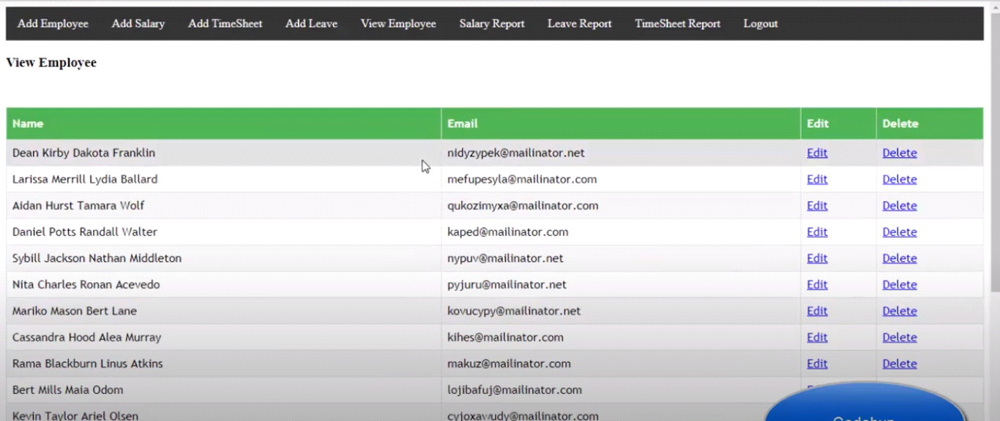 Add Employee Add Salary Add TimeSheet Add Leave View Employee Salary Report Leave Report TimeSheet Report Logout
View Employee
Name Email Edit Delete
Dean Kirby Dakota Franklin nidyzypek@mailinator.net Edit Delete
Larissa Merrill Lydia Ballard mefupesyla@mailinator.com Edit Delete
Aidan Hurst Tamara Wolf qukozimyxa@mailinator.com Edit Delete
Daniel Potts Randall Walter kaped@mailinator.com Edit Delete
Sybill Jackson Nathan Middleton nypuv@mailinator.net Edit Delete
Nita Charles Ronan Acevedo pyjuru@mailinator.net Edit Delete
Mariko Mason Bert Lane kovucypy@mailinator.net Edit Delete
Cassandra Hood Alea Murray kihes@mailinator.com Edit Delete
Rama Blackburn Linus Atkins makuz@mailinator.com Edit Delete
Bert Mills Maia Odom lojibafuj@mailinator.com
Kevin Taylor Ariel Olsen cyjoxawudy@mailinator.com